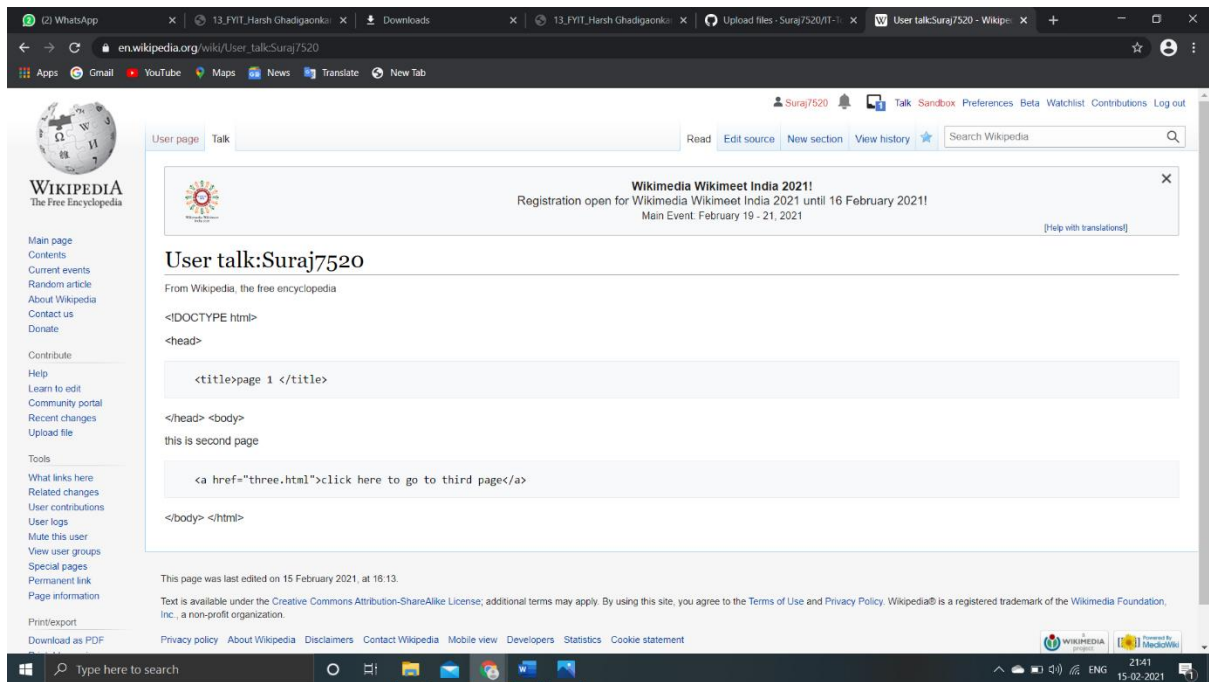 (2) WhatsApp
13_FYIT_Harsh Ghadigaonkar
Downloads
13_FYIT_Harsh Ghadigaonkar
Upload files · Suraj7520/IT-To
User talk:Suraj7520 - Wikipe
en.wikipedia.org/wiki/User_talk:Suraj7520
Apps Gmail YouTube Maps News Translate New Tab
Suraj7520 1 Talk Sandbox Preferences Beta Watchlist Contributions Log out
User page Talk Read Edit source New section View history Search Wikipedia
WIKIPEDIA
The Free Encyclopedia
Main page
Contents
Current events
Random article
About Wikipedia
Contact us
Donate
Contribute
Help
Learn to edit
Community portal
Recent changes
Upload file
Tools
What links here
Related changes
User contributions
User logs
Mute this user
View user groups
Special pages
Permanent link
Page information
Print/export
Download as PDF
Wikimedia Wikimeet India 2021!
Registration open for Wikimedia Wikimeet India 2021 until 16 February 2021!
Main Event: February 19 - 21, 2021
[Help with translations!]
User talk:Suraj7520
From Wikipedia, the free encyclopedia
<!DOCTYPE html>
<head>
<title>page 1 </title>
</head> <body>
this is second page
<a href="three.html">click here to go to third page</a>
</body> </html>
This page was last edited on 15 February 2021, at 16:13.
Text is available under the Creative Commons Attribution-ShareAlike License; additional terms may apply. By using this site, you agree to the Terms of Use and Privacy Policy. Wikipedia® is a registered trademark of the Wikimedia Foundation,
Inc., a non-profit organization.
Privacy policy About Wikipedia Disclaimers Contact Wikipedia Mobile view Developers Statistics Cookie statement
A WIKIMEDIA project
Powered By MediaWiki
Type here to search
ENG
21:41
15-02-2021